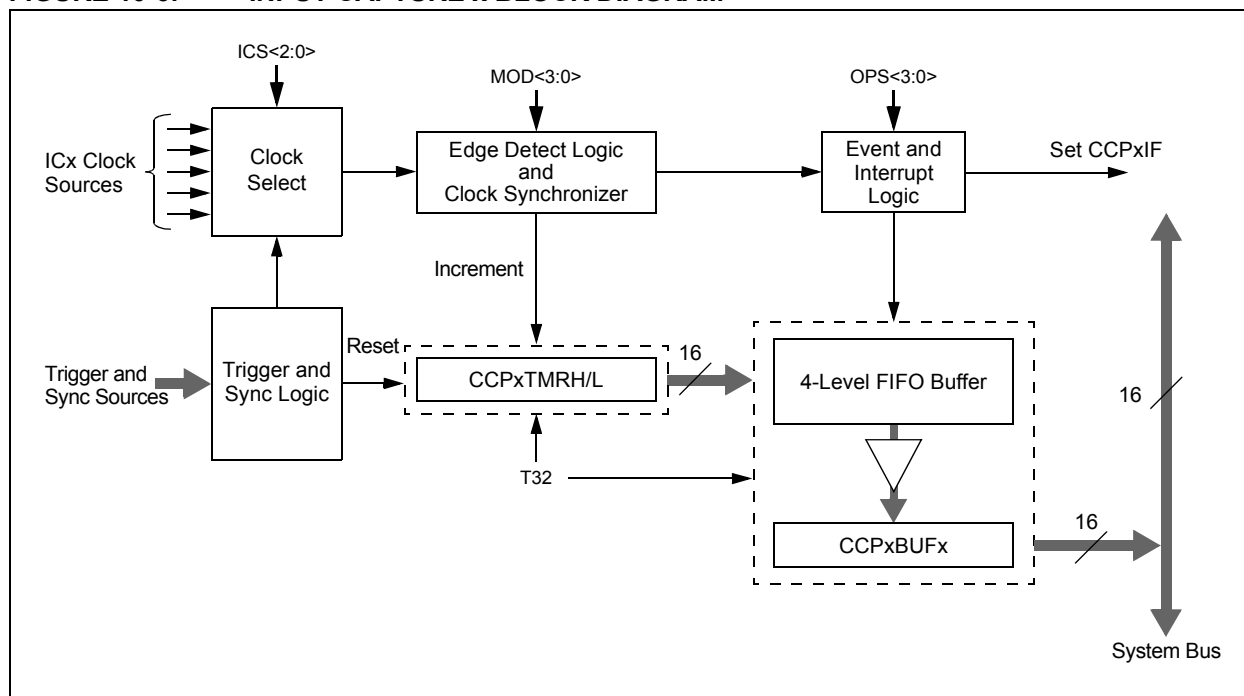 ICS<2:0>
MOD<3:0>
OPS<3:0>
ICx Clock
Sources
Clock
Select
Edge Detect Logic
and
Clock Synchronizer
Event and
Interrupt
Logic
Set CCPxIF
Increment
Trigger and
Sync Sources
Trigger and
Sync Logic
Reset
CCPxTMRH/L
16
4-Level FIFO Buffer
T32
CCPxBUFx
16
16
System Bus